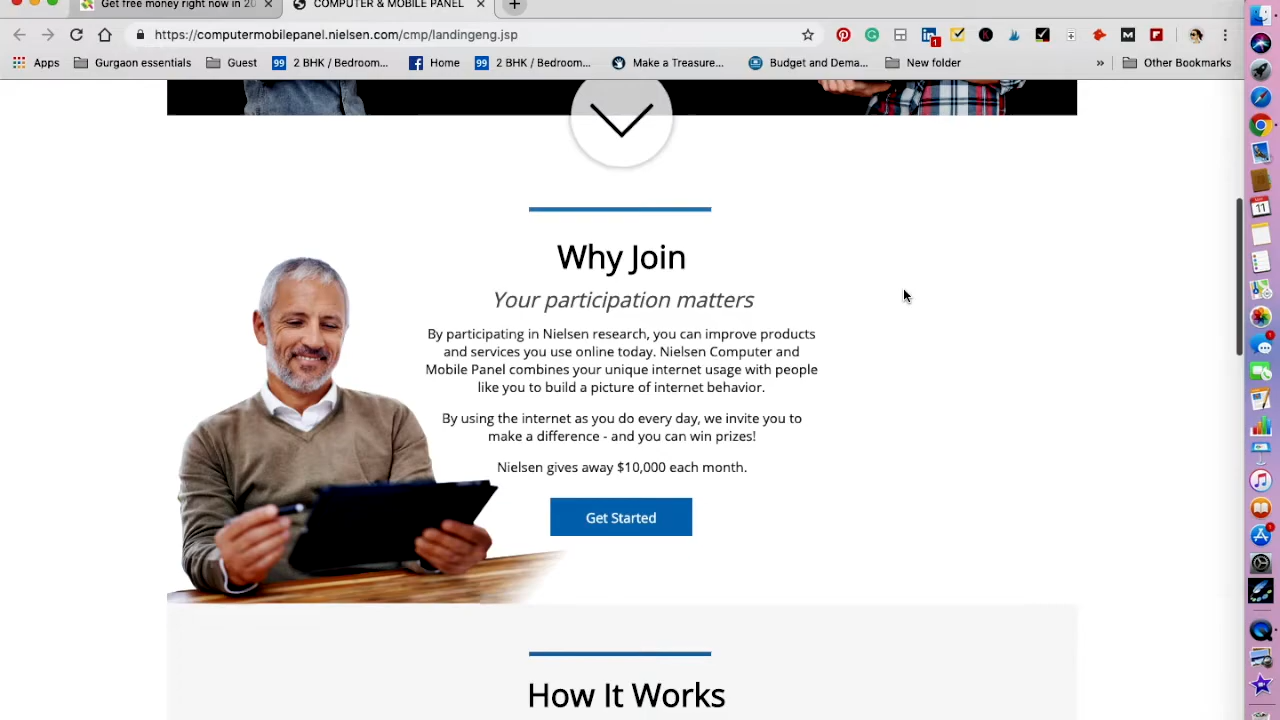 Get free money right now in 20
COMPUTER & MOBILE PANEL
https://computermobilepanel.nielsen.com/cmp/landingeng.jsp
Apps
Gurgaon essentials
Guest
2 BHK / Bedroom...
Home
2 BHK / Bedroom...
Make a Treasure...
Budget and Dema...
New folder
»
Other Bookmarks
Why Join
Your participation matters
By participating in Nielsen research, you can improve products
and services you use online today. Nielsen Computer and
Mobile Panel combines your unique internet usage with people
like you to build a picture of internet behavior.
By using the internet as you do every day, we invite you to
make a difference - and you can win prizes!
Nielsen gives away $10,000 each month.
Get Started
How It Works